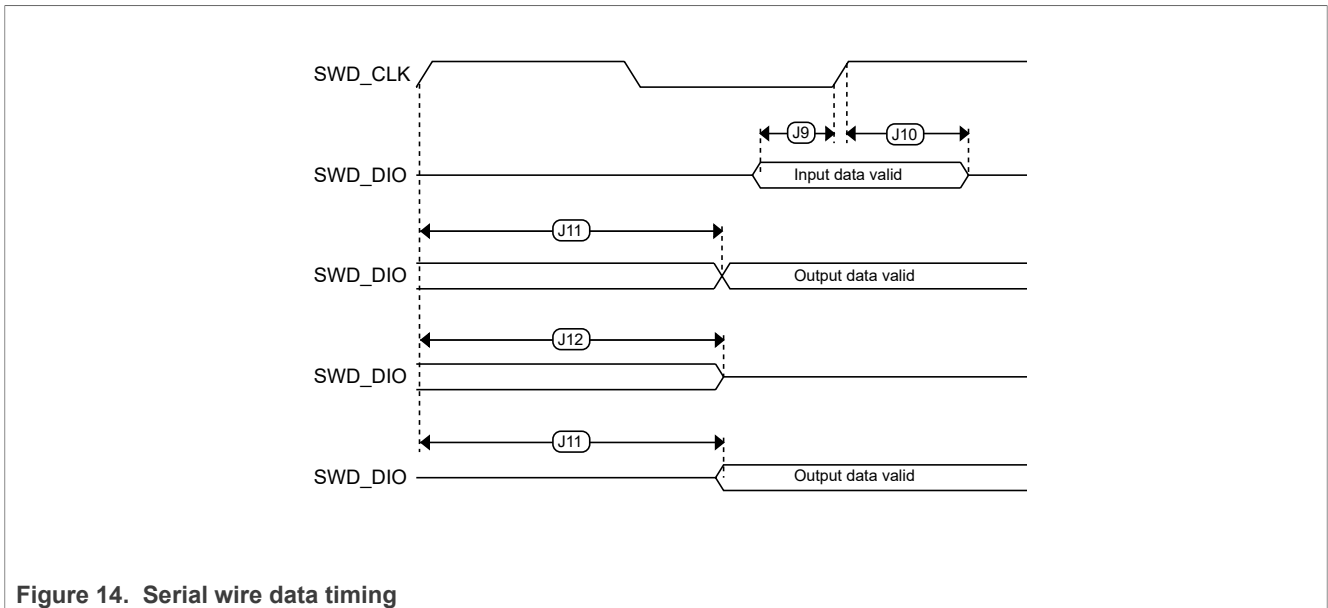 SWD_CLK
J9
J10
SWD_DIO
Input data valid
J11
SWD_DIO
Output data valid
J12
SWD_DIO
J11
SWD_DIO
Output data valid
Figure 14. Serial wire data timing